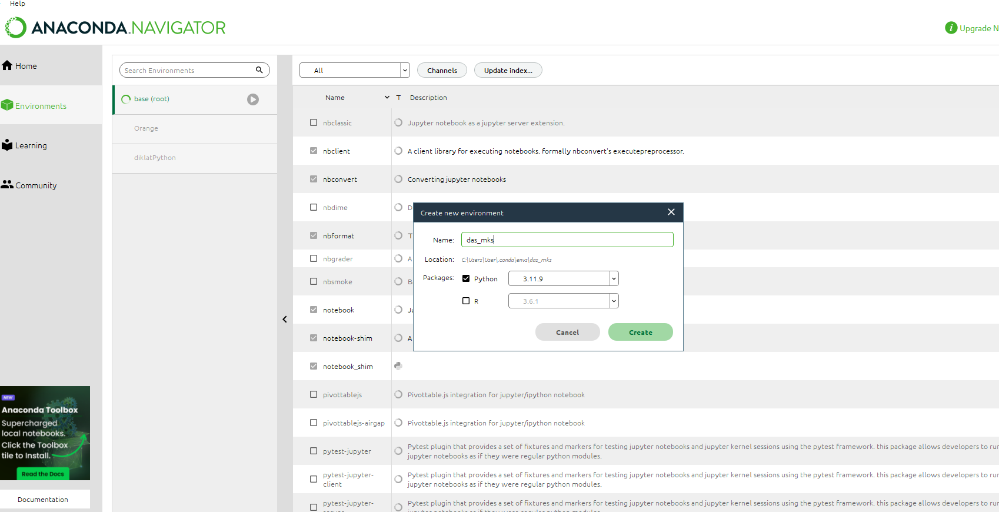 Help
ANACONDA.NAVIGATOR
Upgrade N
Home
Environments
Learning
Community
NEW
Anaconda Toolbox
Supercharged
local notebooks.
Click the Toolbox
tile to Install.
Read the Docs
Documentation
Search Environments
base (root)
Orange
diklatPython
All
Channels
Update index...
Name T Description
nbclassic Jupyter notebook as a jupyter server extension.
nbclient A client library for executing notebooks. formally nbconvert's executepreprocessor.
nbconvert Converting jupyter notebooks
nbdime D
nbformat T
nbgrader A
nbsmoke B
notebook Ju
notebook-shim A
notebook_shim
pivottablejs Pivottable.js integration for jupyter/ipython notebook
pivottablejs-airgap Pivottable.js integration for jupyter/ipython notebook
pytest-jupyter Pytest plugin that provides a set of fixtures and markers for testing jupyter notebooks and jupyter kernel sessions using the pytest framework. this package allows developers to run
jupyter notebooks as if they were regular python modules.
pytest-jupyter-
client
Pytest plugin that provides a set of fixtures and markers for testing jupyter notebooks and jupyter kernel sessions using the pytest framework. this package allows developers to run
jupyter notebooks as if they were regular python modules.
pytest-jupyter-
Pytest plugin that provides a set of fixtures and markers for testing jupyter notebooks and jupyter kernel sessions using the pytest framework. this package allows developers to run
Create new environment
Name: das_mks
Location: C:\Users\User\.conda\envs\das_mks
Packages: Python 3.11.9
R 3.6.1
Cancel
Create